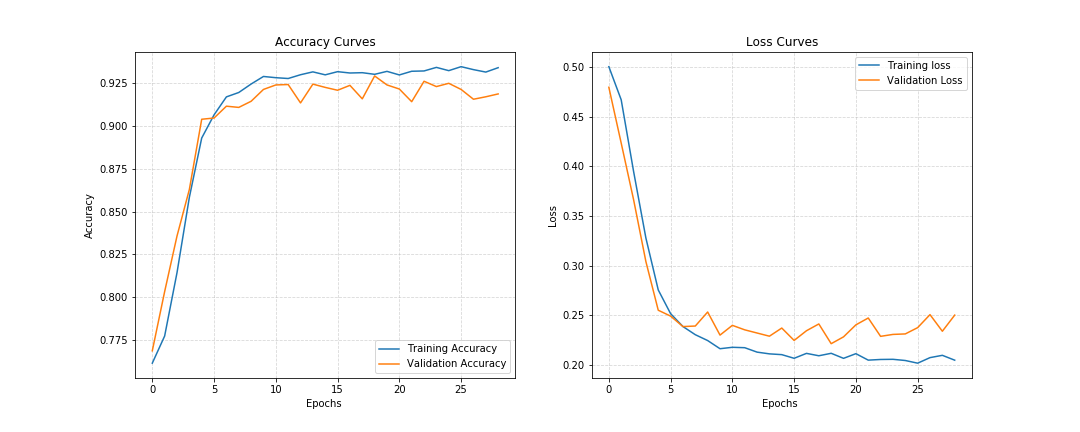 Accuracy Curves
Accuracy
0.925
0.900
0.875
0.850
0.825
0.800
0.775
Training Accuracy
Validation Accuracy
0 5 10 15 20 25
Epochs
Loss Curves
Loss
0.50
0.45
0.40
0.35
0.30
0.25
0.20
Training loss
Validation Loss
0 5 10 15 20 25
Epochs